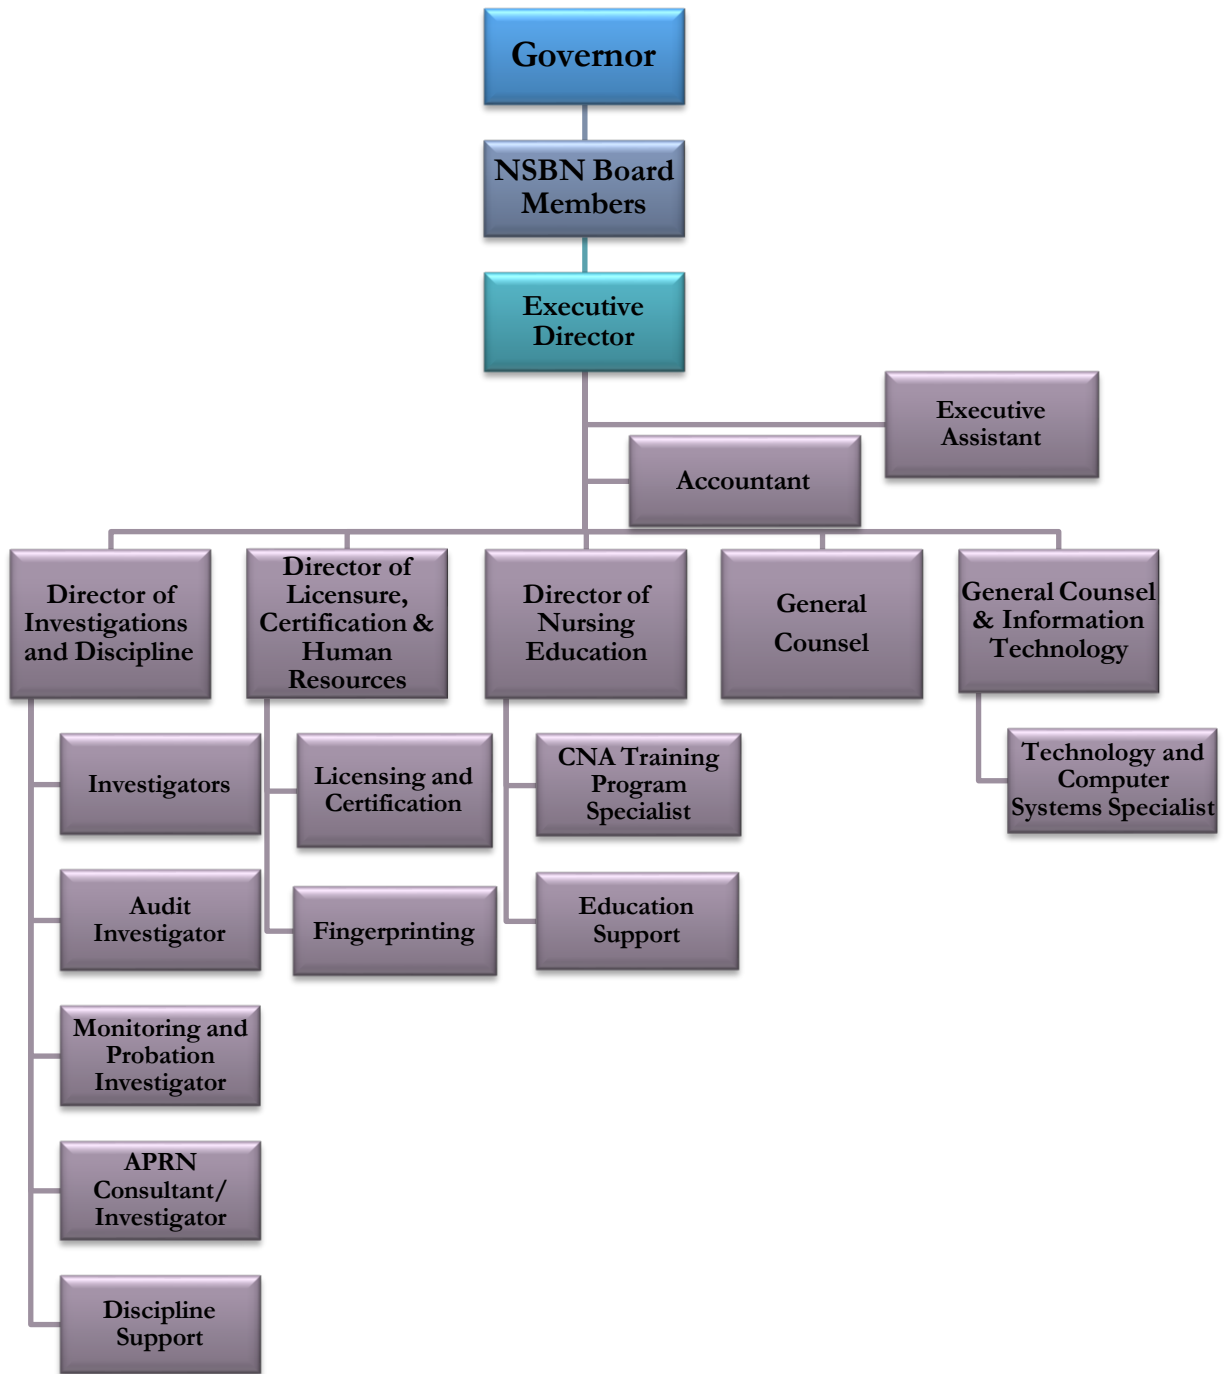 Governor
NSBN Board
Members
Executive
Director
Executive
Assistant
Accountant
Director of
Investigations
and Discipline
Director of
Licensure,
Certification &
Human
Resources
Director of
Nursing
Education
General
Counsel
General Counsel
& Information
Technology
Investigators
Licensing and
Certification
CNA Training
Program
Specialist
Technology and
Computer
Systems Specialist
Audit
Investigator
Fingerprinting
Education
Support
Monitoring and
Probation
Investigator
APRN
Consultant/
Investigator
Discipline
Support